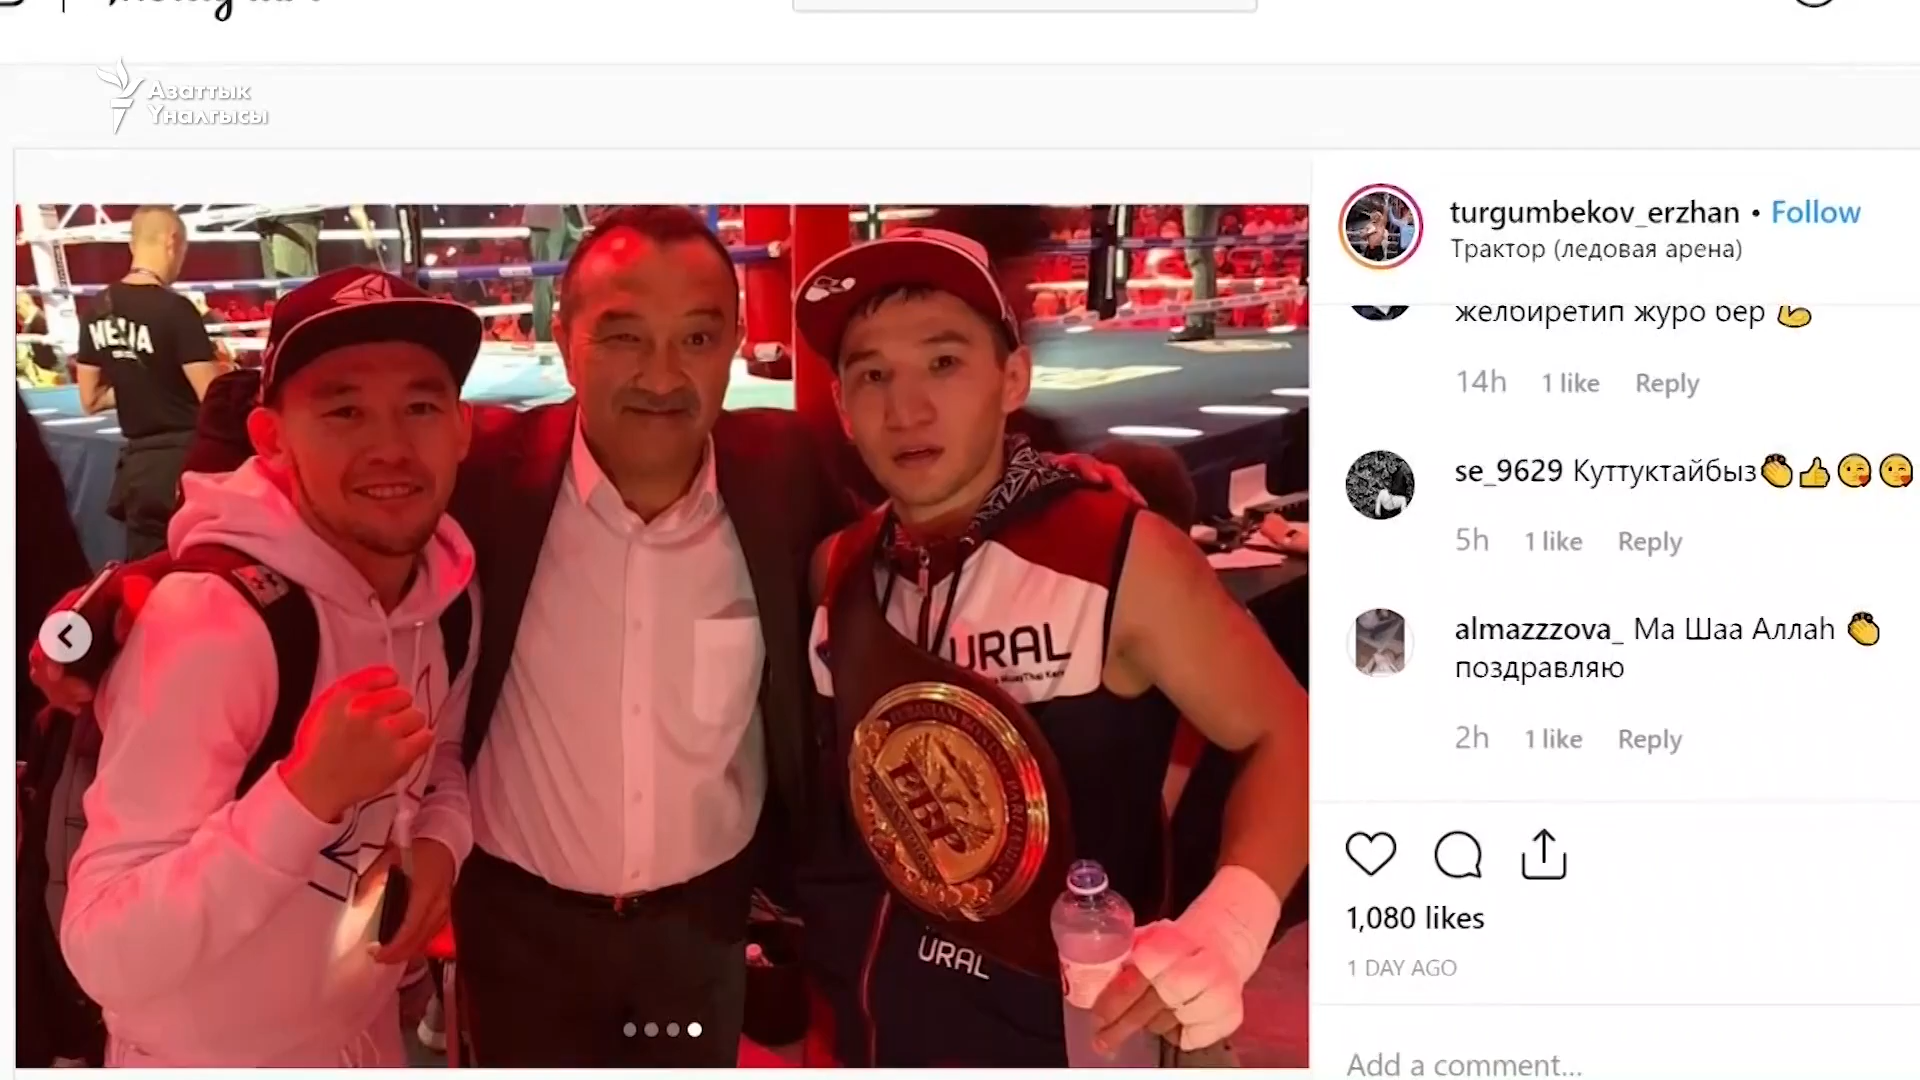 Азаттык
Үналгысы
turgumbekov_erzhan • Follow
Трактор (ледовая арена)
желбиретип журо бер 💪
14h 1 like Reply
se_9629 Куттуктайбыз👏👍😘😘
5h 1 like Reply
almazzzova_ Ма Шаа Аллаh 👏
поздравляю
2h 1 like Reply
1,080 likes
1 DAY AGO
Add a comment...
MEDIA
URAL
EBP
URAL